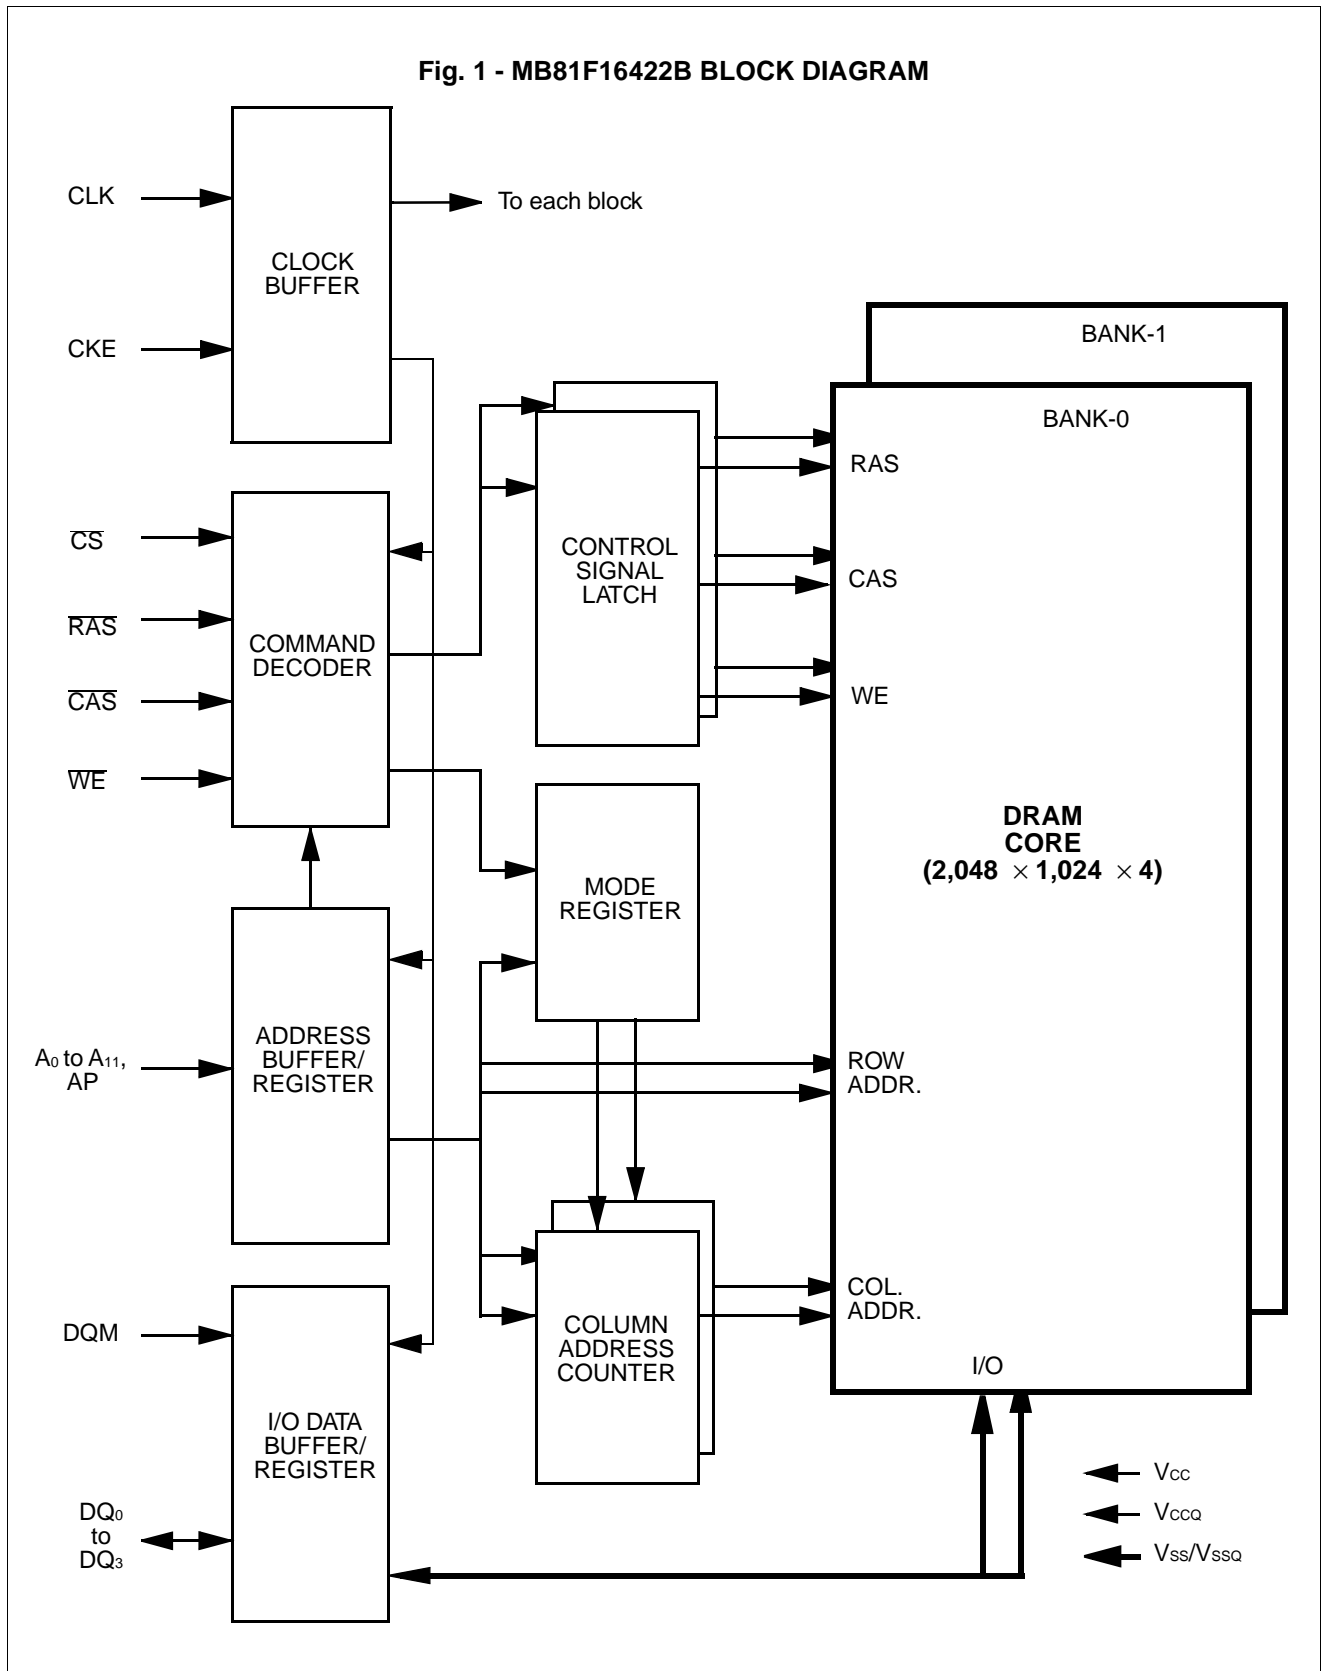 Fig. 1 - MB81F16422B BLOCK DIAGRAM
CLK
To each block
CLOCK
BUFFER
CKE
BANK-1
BANK-0
RAS
CS
CONTROL
SIGNAL
LATCH
CAS
RAS
COMMAND
DECODER
CAS
WE
WE
DRAM
CORE
(2,048 × 1,024 × 4)
MODE
REGISTER
ADDRESS
BUFFER/
REGISTER
A0 to A11,
AP
ROW
ADDR.
COL.
ADDR.
DQM
COLUMN
ADDRESS
COUNTER
I/O
I/O DATA
BUFFER/
REGISTER
DQ0
to
DQ3
VCC
VCCQ
VSS/VSSQ